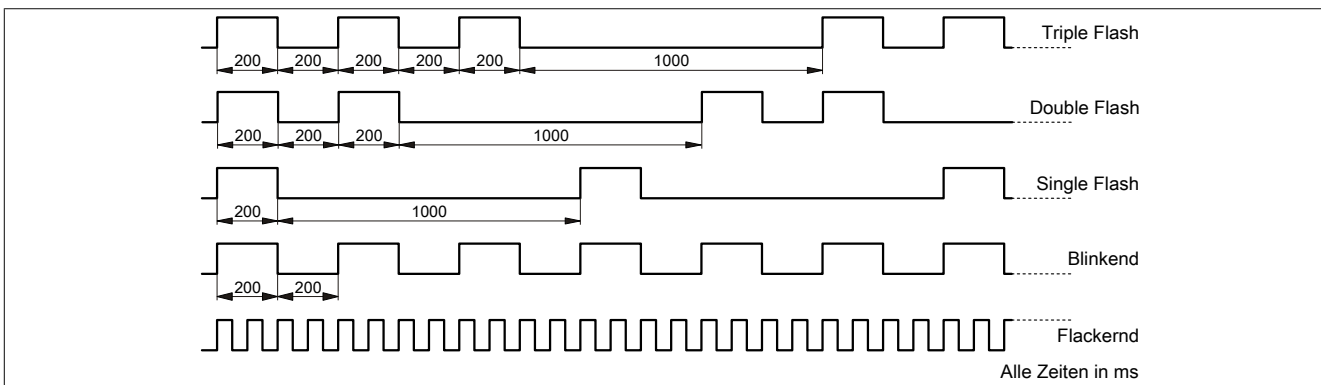 Triple Flash
200 200 200 200 200 1000
Double Flash
200 200 200 1000
Single Flash
200 1000
Blinkend
200 200
Flackernd
Alle Zeiten in ms